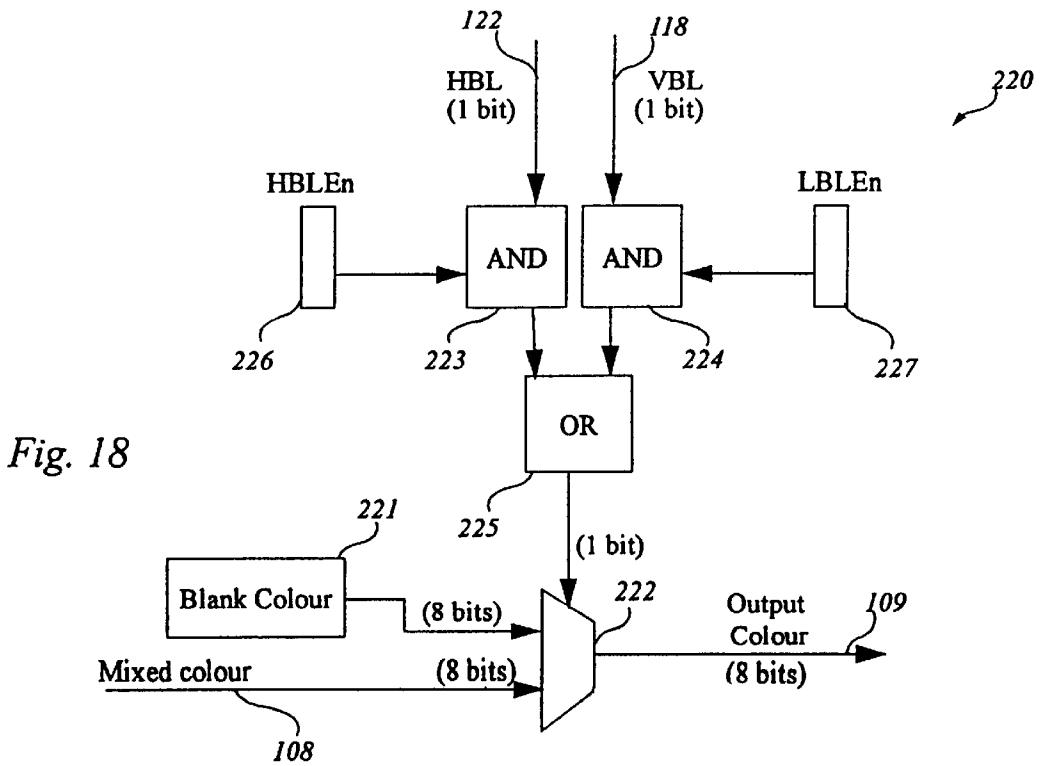 122
118
HBL
(1 bit)
VBL
(1 bit)
220
HBLEn
LBLEn
AND
AND
226
223
224
227
OR
Fig. 18
225
221
(1 bit)
Blank Colour
(8 bits)
222
Output
Colour
109
Mixed colour
(8 bits)
(8 bits)
108